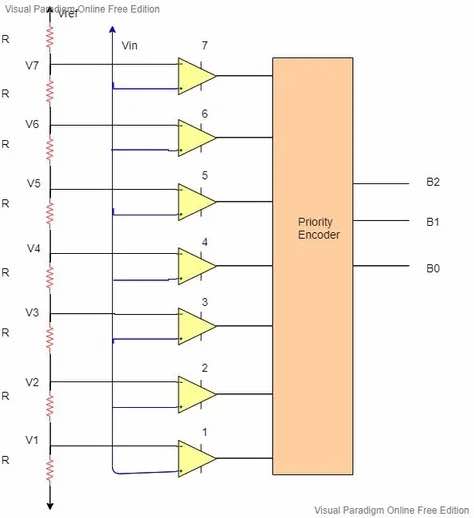 Visual Paradigm Online Free Edition
Vref
R
Vin
7
V7
R
6
V6
R
5
V5
B2
R
Priority
Encoder
B1
4
V4
B0
R
3
V3
R
2
V2
R
1
V1
R
Visual Paradigm Online Free Edition